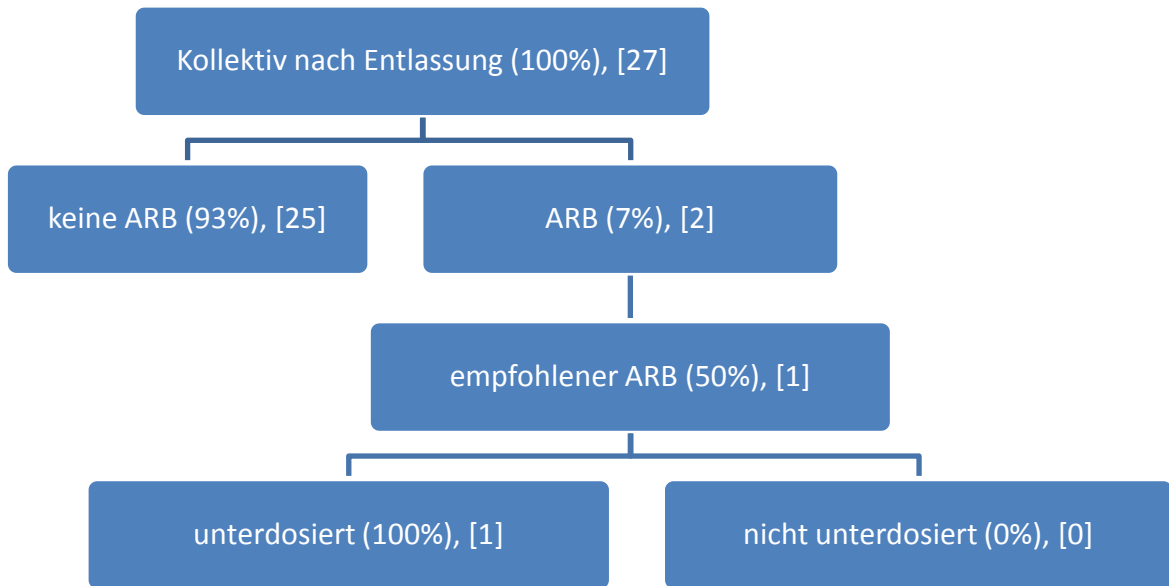 Kollektiv nach Entlassung (100%), [27]
keine ARB (93%), [25]
ARB (7%), [2]
empfohlener ARB (50%), [1]
unterdosiert (100%), [1]
nicht unterdosiert (0%), [0]